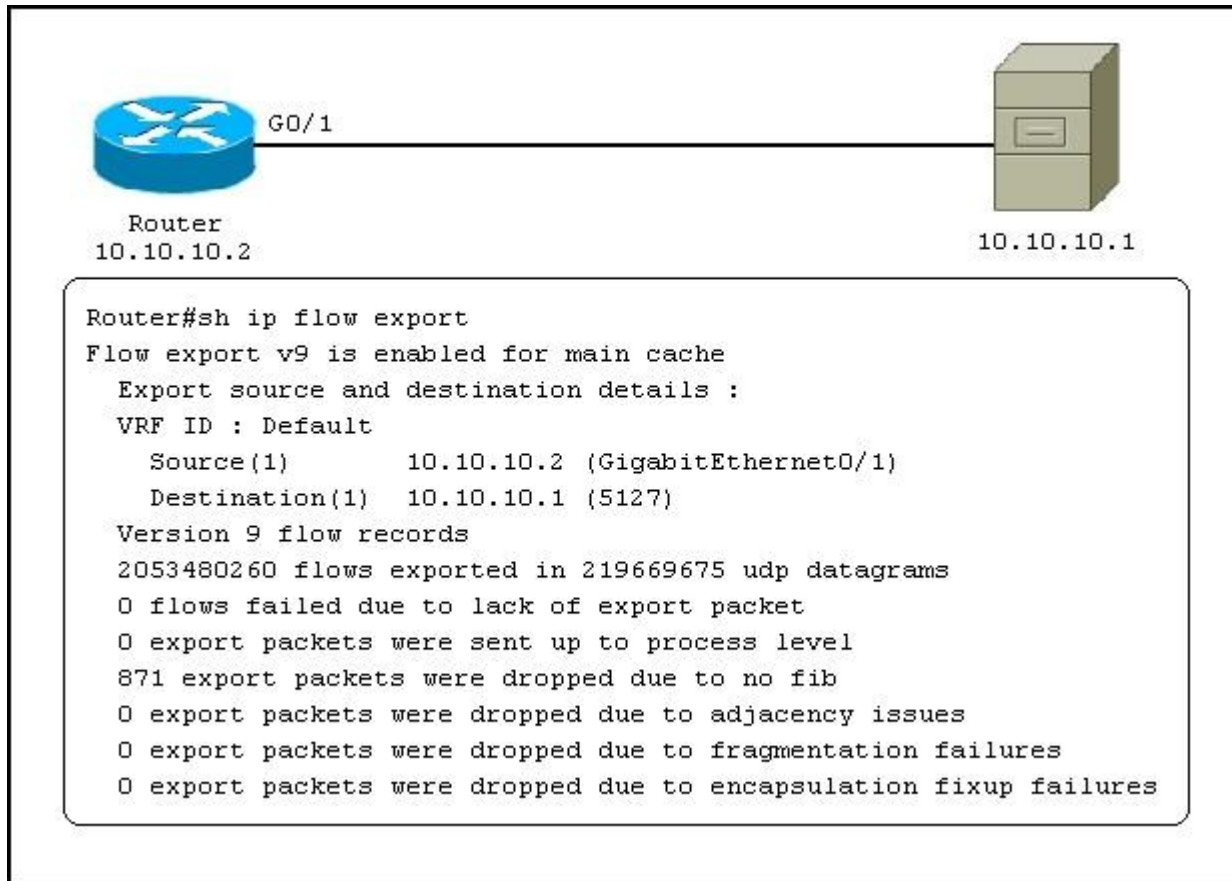 G0/1
Router
10.10.10.2
10.10.10.1
Router#sh ip flow export
Flow export v9 is enabled for main cache
Export source and destination details :
VRF ID : Default
Source(1) 10.10.10.2 (GigabitEthernet0/1)
Destination(1) 10.10.10.1 (5127)
Version 9 flow records
2053480260 flows exported in 219669675 udp datagrams
0 flows failed due to lack of export packet
0 export packets were sent up to process level
871 export packets were dropped due to no fib
0 export packets were dropped due to adjacency issues
0 export packets were dropped due to fragmentation failures
0 export packets were dropped due to encapsulation fixup failures